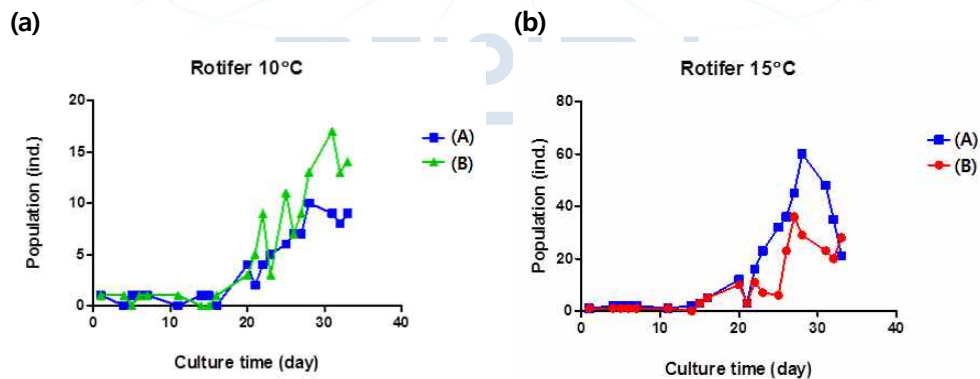 (a)
Rotifer 10°C
20
15
10
5
0
Population (ind.)
0 10 20 30 40
Culture time (day)
(A)
(B)
(b)
Rotifer 15°C
80
60
40
20
0
Population (ind.)
0 10 20 30 40
Culture time (day)
(A)
(B)